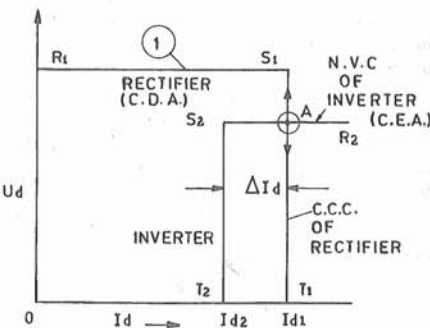 1
R1
S1
RECTIFIER
(C.D.A.)
N.V.C
OF
INVERTER
(C.E.A.)
S2
A
R2
Ud
ΔId
INVERTER
C.C.C.
OF
RECTIFIER
T2
T1
0
Id
Id2
Id1